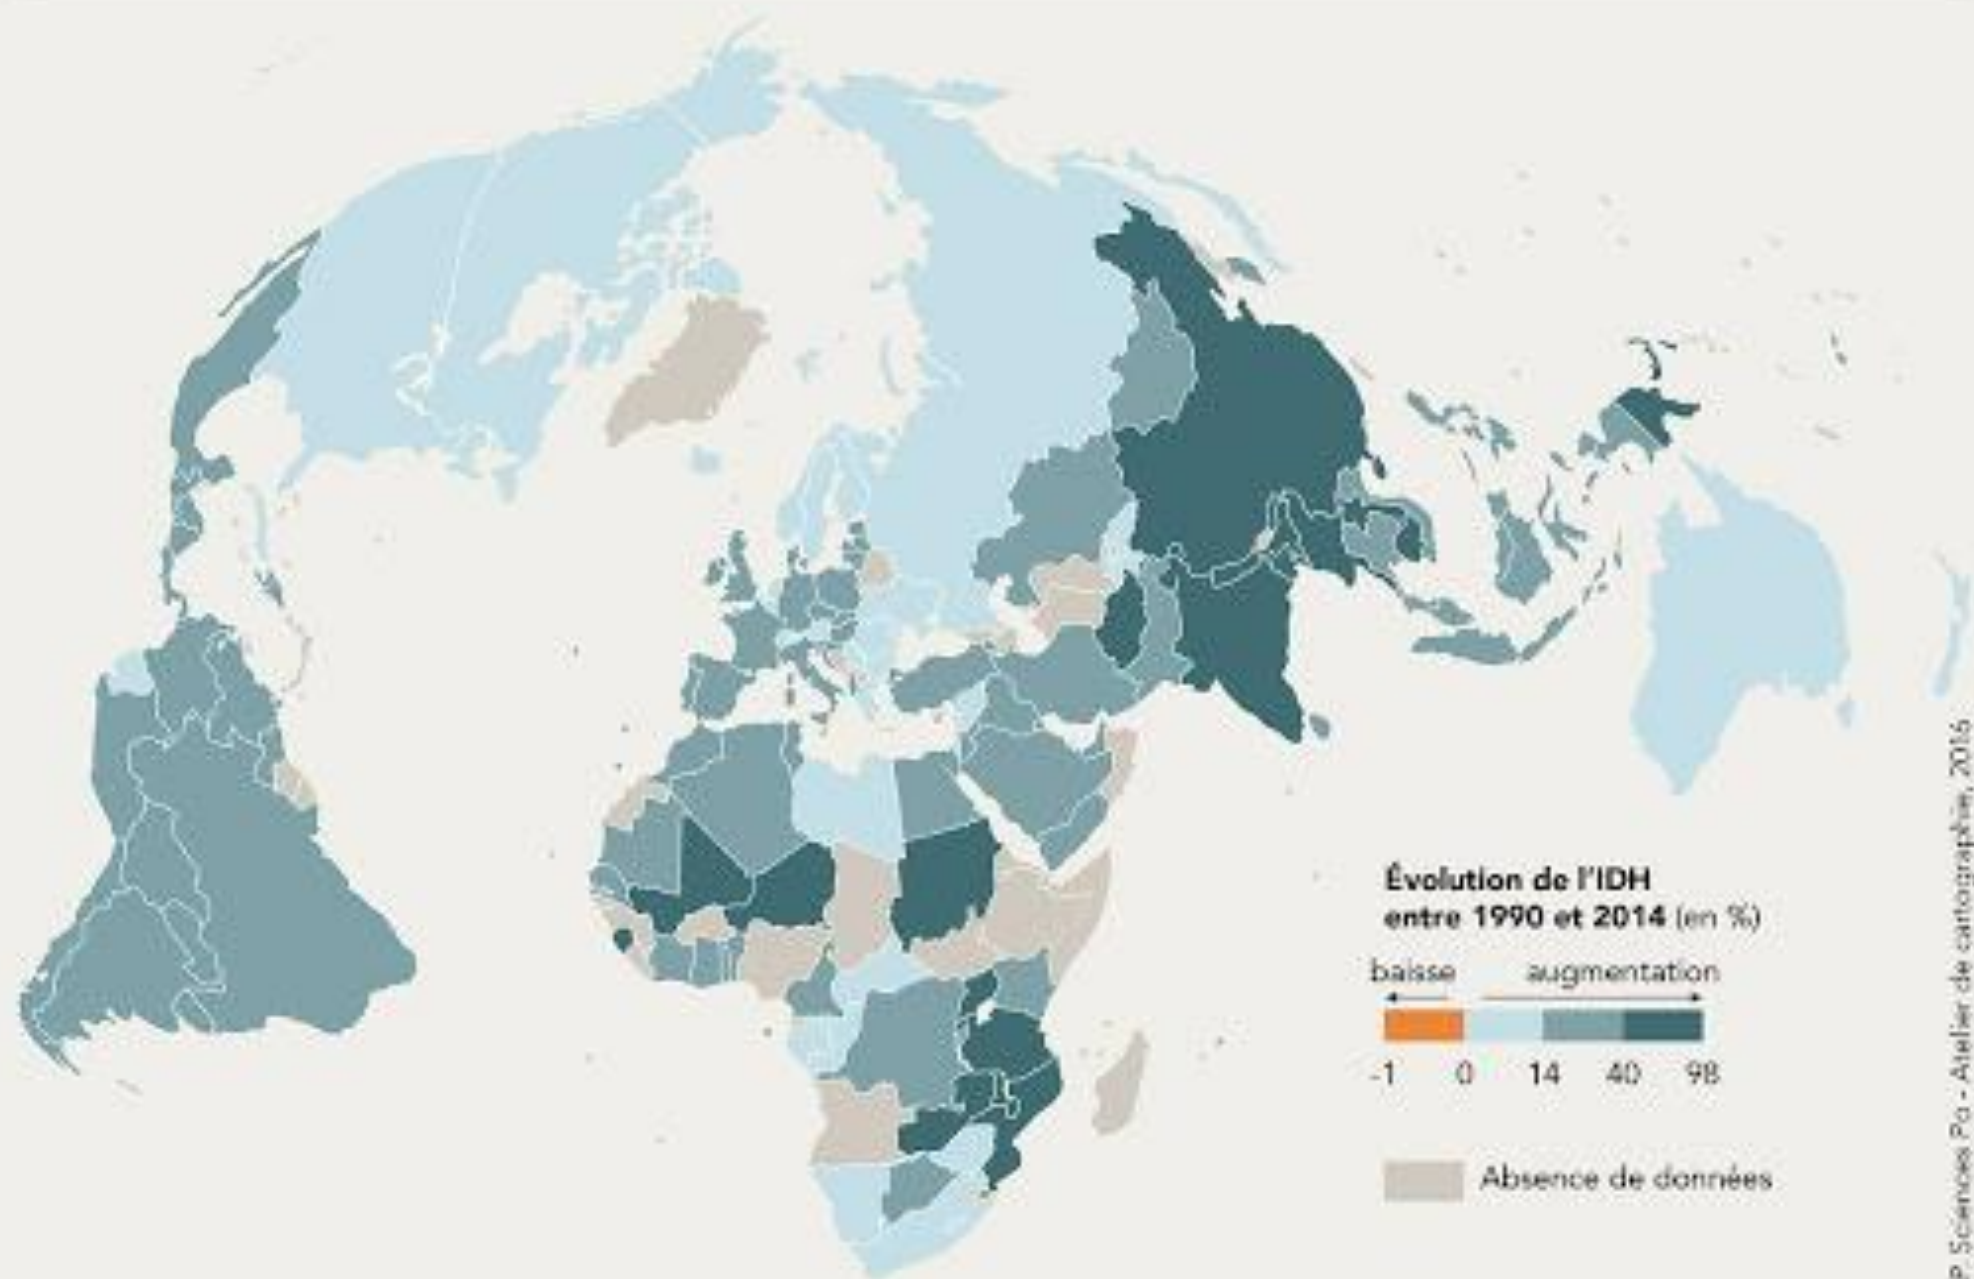 Évolution de l'IDH
entre 1990 et 2014 (en %)
baisse augmentation
-1 0 14 40 98
Absence de données
P. Sciences Po - Atelier de cartographie, 2016